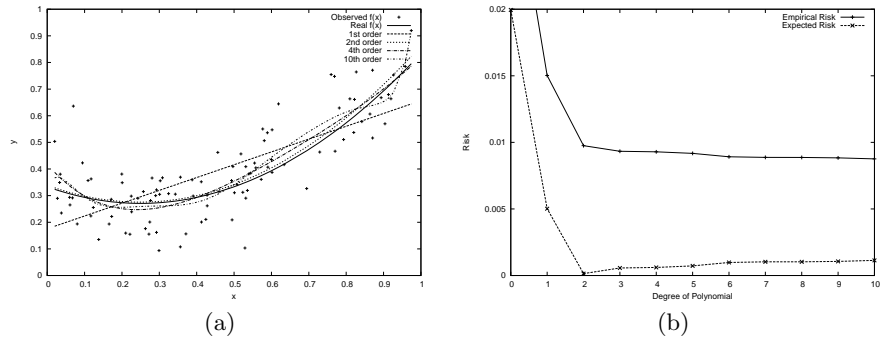 Observed f(x)
Real f(x)
1st order
2nd order
4th order
10th order
1
0.9
0.8
0.7
0.6
0.5
0.4
0.3
0.2
0.1
0
y
0 0.1 0.2 0.3 0.4 0.5 0.6 0.7 0.8 0.9 1
x
(a)
Empirical Risk
Expected Risk
0.02
0.015
0.01
0.005
0
Risk
0 1 2 3 4 5 6 7 8 9 10
Degree of Polynomial
(b)